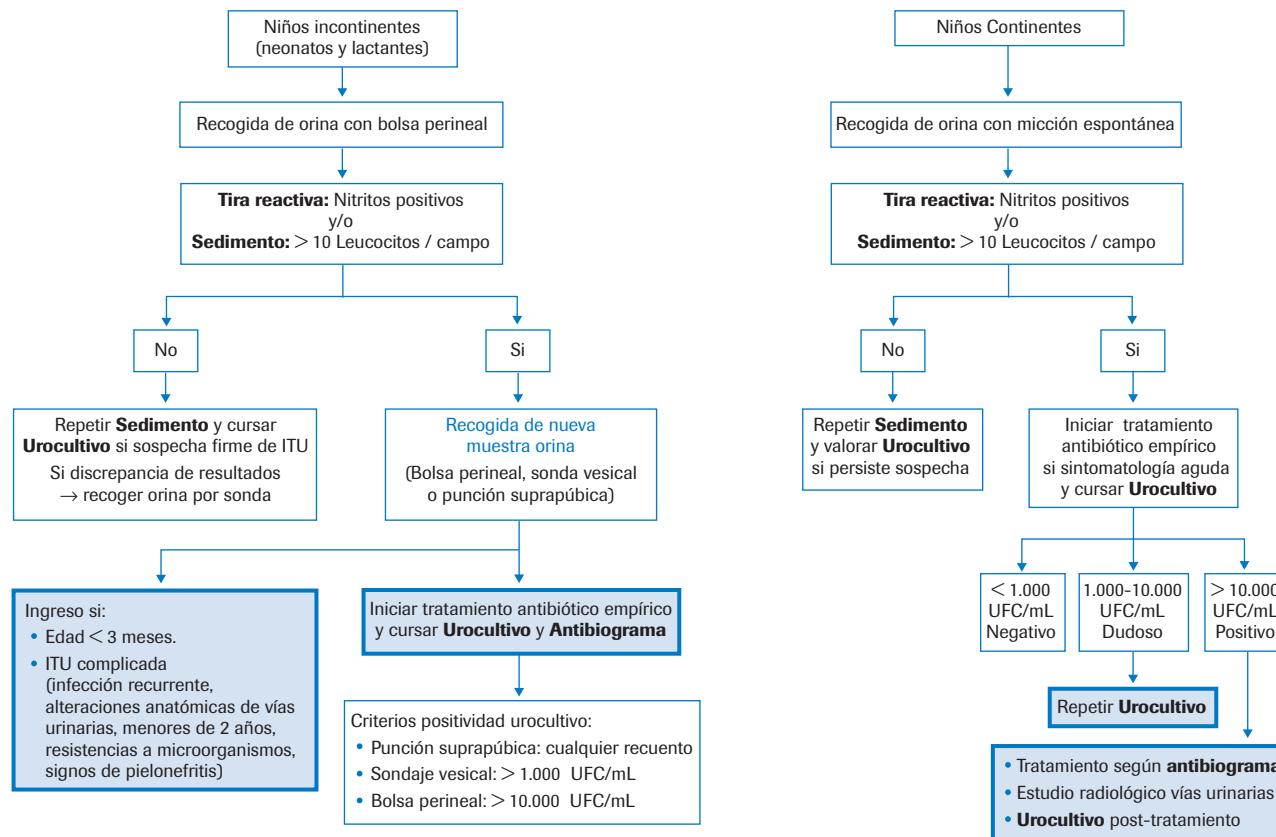 Niños incontinentes
(neonatos y lactantes)
Recogida de orina con bolsa perineal
Tira reactiva: Nitritos positivos
y/o
Sedimento: > 10 Leucocitos / campo
No
Si
Repetir Sedimento y cursar
Urocultivo si sospecha firme de ITU
Si discrepancia de resultados
→ recoger orina por sonda
Recogida de nueva
muestra orina
(Bolsa perineal, sonda vesical
o punción suprapúbica)
Ingreso si:
• Edad < 3 meses.
• ITU complicada
(infección recurrente,
alteraciones anatómicas de vías
urinarias, menores de 2 años,
resistencias a microorganismos,
signos de pielonefritis)
Iniciar tratamiento antibiótico empírico
y cursar Urocultivo y Antibiograma
Criterios positividad urocultivo:
• Punción suprapúbica: cualquier recuento
• Sondaje vesical: > 1.000 UFC/mL
• Bolsa perineal: > 10.000 UFC/mL
Niños Continentes
Recogida de orina con micción espontánea
Tira reactiva: Nitritos positivos
y/o
Sedimento: > 10 Leucocitos / campo
No
Si
Repetir Sedimento
y valorar Urocultivo
si persiste sospecha
Iniciar tratamiento
antibiótico empírico
si sintomatología aguda
y cursar Urocultivo
< 1.000
UFC/mL
Negativo
1.000-10.000
UFC/mL
Dudoso
> 10.000
UFC/mL
Positivo
Repetir Urocultivo
• Tratamiento según antibiograma
• Estudio radiológico vías urinarias
• Urocultivo post-tratamiento